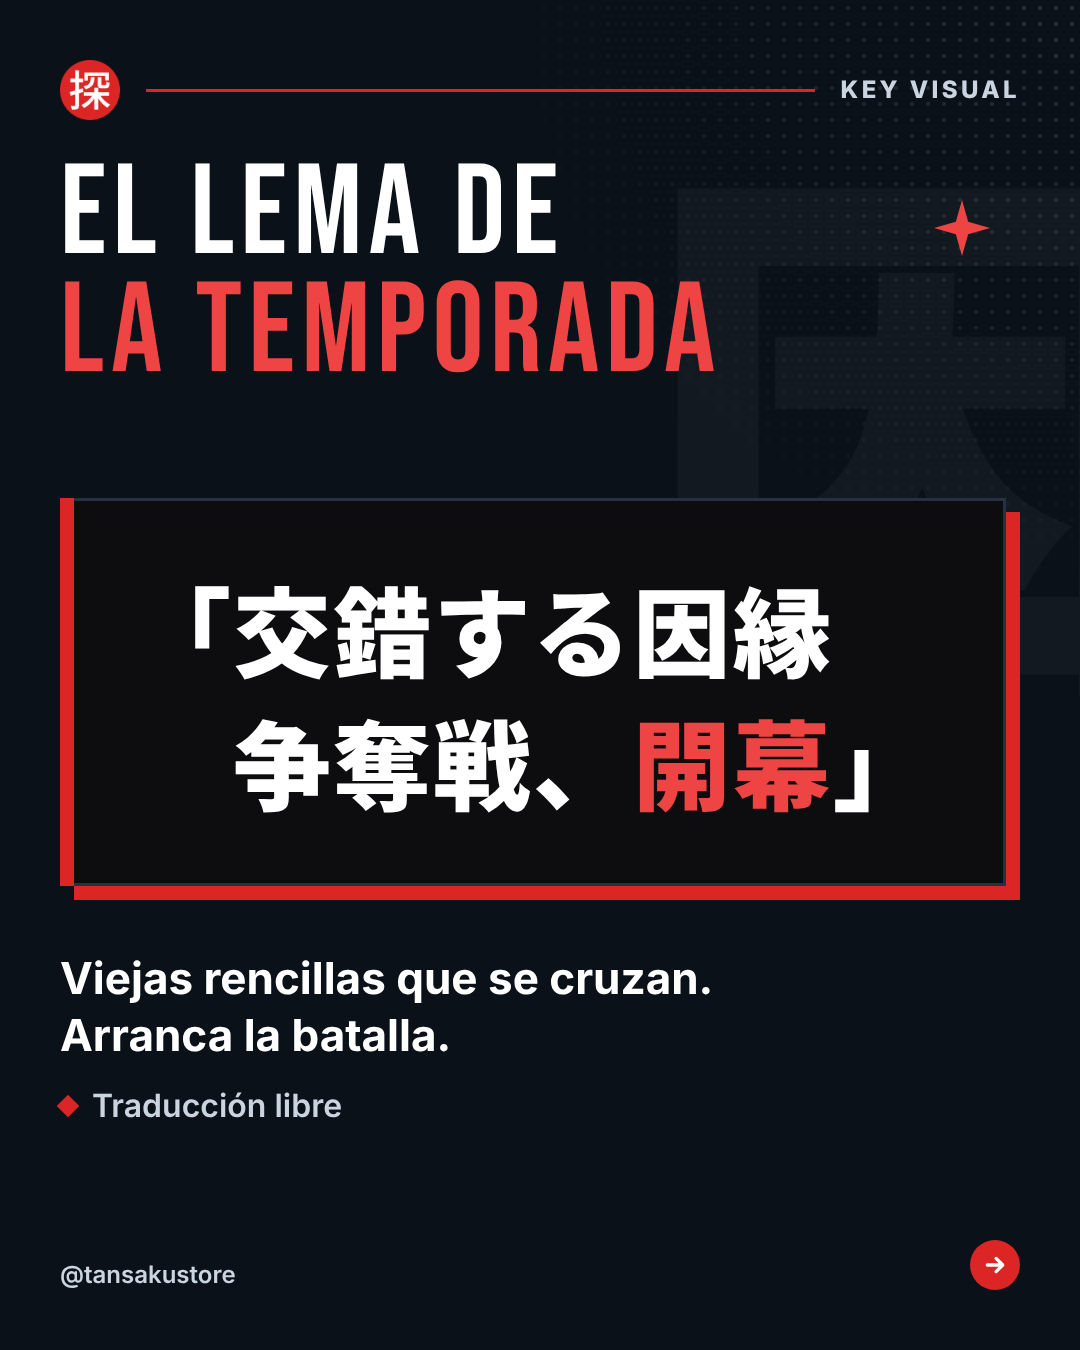 探
KEY VISUAL
EL LEMA DE
LA TEMPORADA
「交錯する因縁
争奪戦、開幕」
Viejas rencillas que se cruzan.
Arranca la batalla.
Traducción libre
@tansakustore